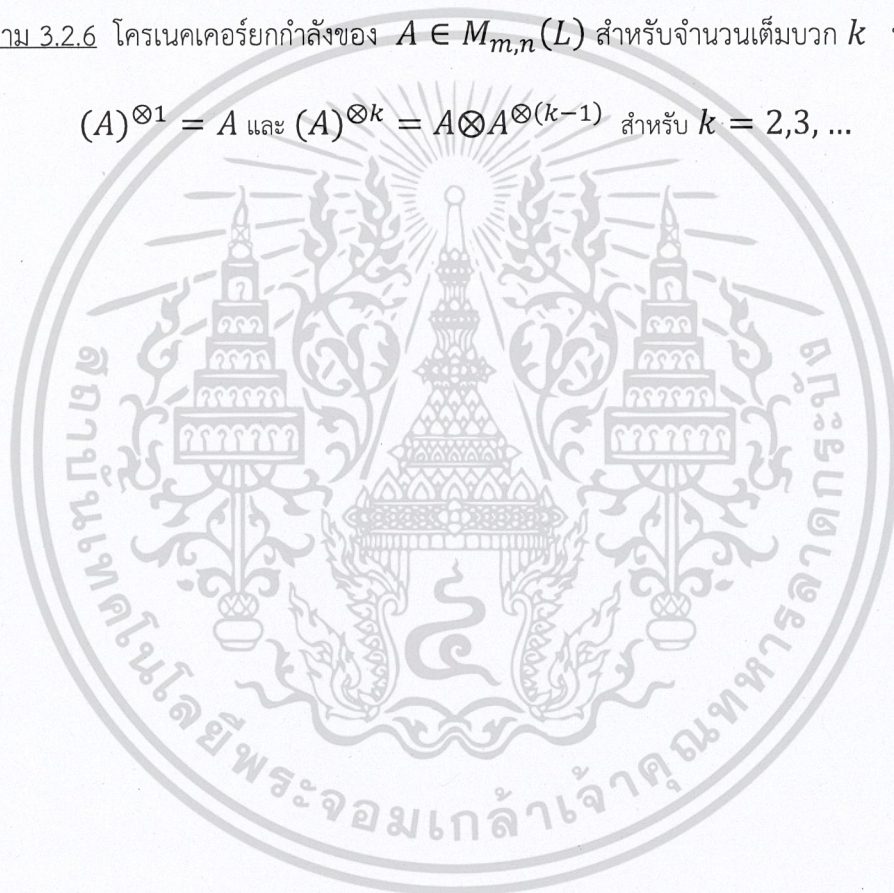 าม 3.2.6 โครเนคเคอร์ยกกำลังของ A ∈ M_{m,n}(L) สำหรับจำนวนเต็มบวก k
(A)^{⊗1} = A และ (A)^{⊗k} = A⊗A^{⊗(k−1)} สำหรับ k = 2,3, ...
สถาบันเทคโนโลยีพระจอมเกล้าเจ้าคุณทหารลาดกระบัง